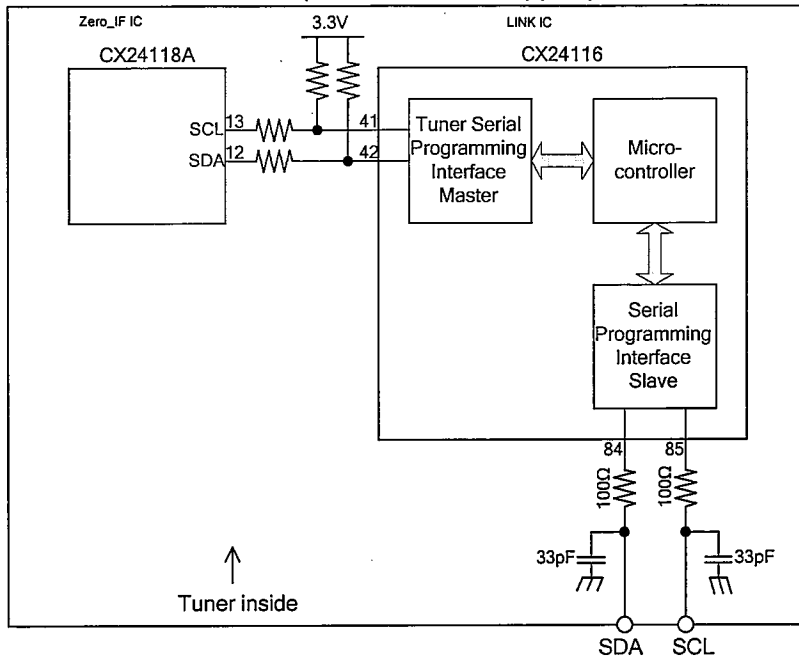 Zero_IF IC
3.3V
LINK IC
CX24118A
CX24116
SCL
13
41
SDA
12
42
Tuner Serial
Programming
Interface
Master
Micro-
controller
Serial
Programming
Interface
Slave
84
85
100Ω
100Ω
33pF
33pF
Tuner inside
SDA
SCL